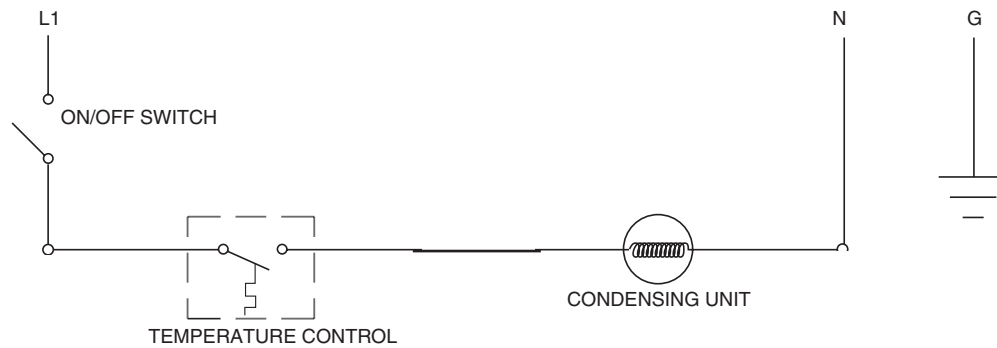 L1
N
G
ON/OFF SWITCH
CONDENSING UNIT
TEMPERATURE CONTROL